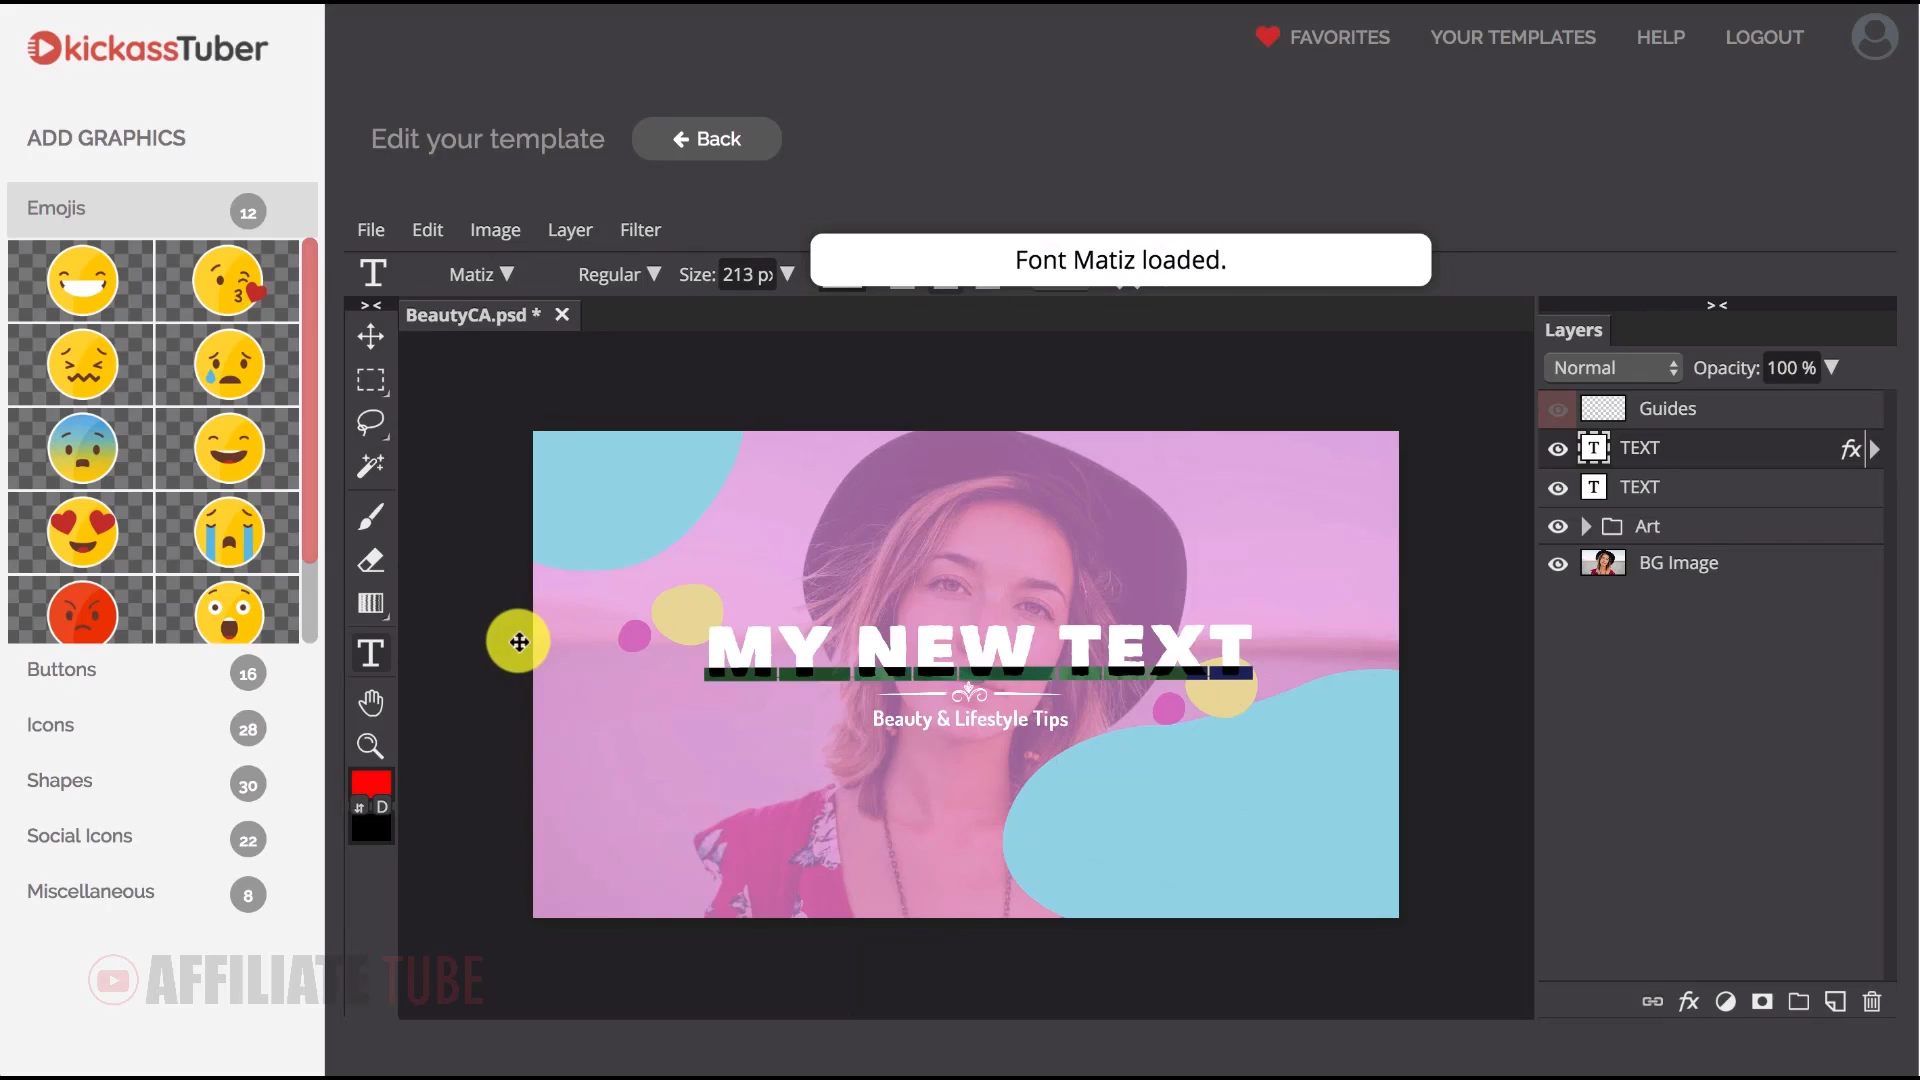 kickassTuber
FAVORITES
YOUR TEMPLATES
HELP
LOGOUT
ADD GRAPHICS
Edit your template
Back
Emojis
12
File
Edit
Image
Layer
Filter
Font Matiz loaded.
T
Matiz
Regular
Size:
213 px
BeautyCA.psd *
Layers
Normal
Opacity:
100 %
Guides
T
TEXT
fx
T
TEXT
Art
BG Image
T
MY NEW TEXT
Beauty & Lifestyle Tips
D
Buttons
16
Icons
28
Shapes
30
Social Icons
22
Miscellaneous
8
AFFILIATE TUBE
fx